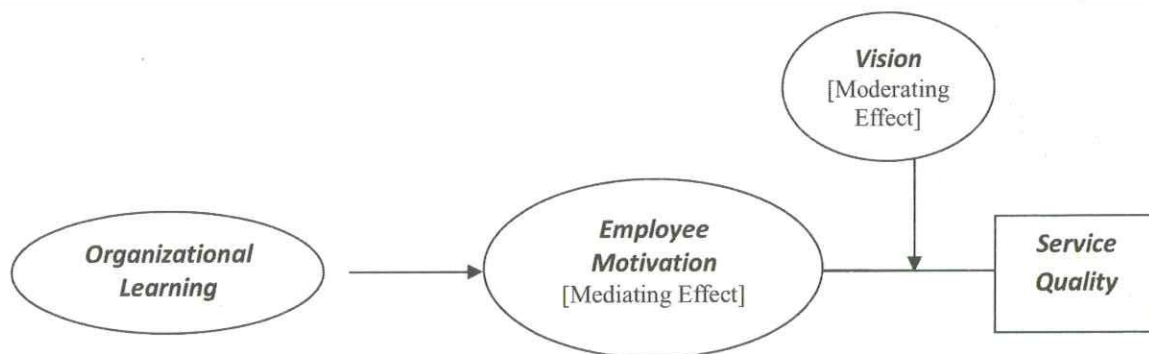 Vision
[Moderating
Effect]
Employee
Motivation
[Mediating Effect]
Organizational
Learning
Service
Quality